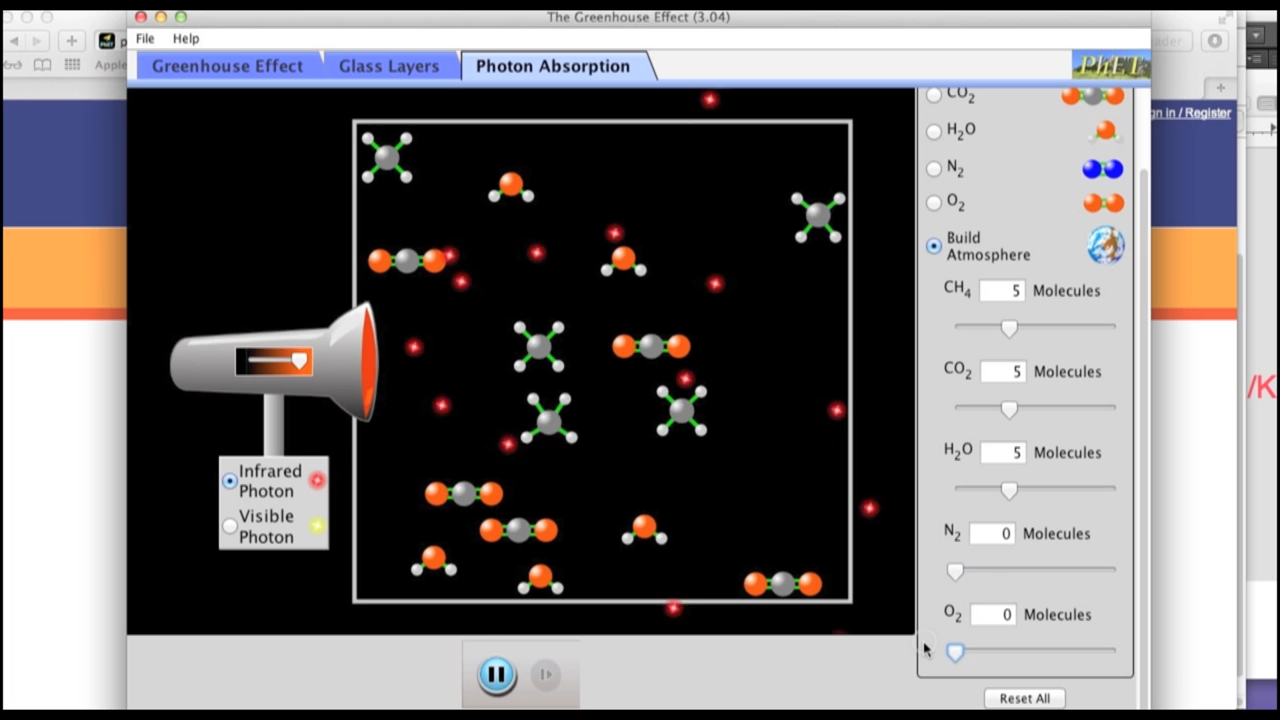 The Greenhouse Effect (3.04)
File Help
Greenhouse Effect Glass Layers Photon Absorption
PhET
Apple
gn in / Register
CO2
H2O
N2
O2
Build
Atmosphere
CH4 5 Molecules
CO2 5 Molecules
H2O 5 Molecules
N2 0 Molecules
O2 0 Molecules
Infrared
Photon
Visible
Photon
/K
Reset All